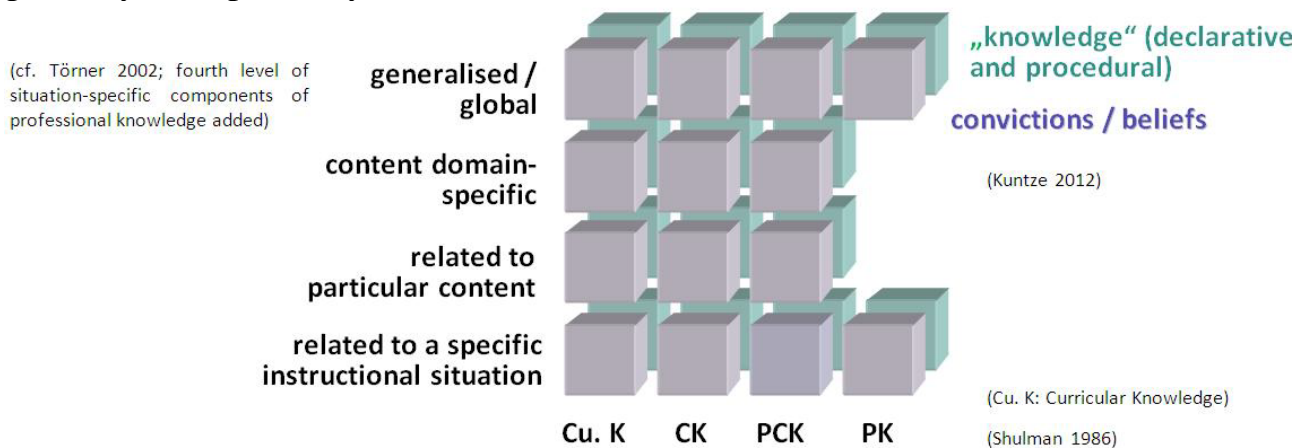 (cf. Törner 2002; fourth level of
situation-specific components of
professional knowledge added)
generalised /
global
content domain-
specific
related to
particular content
related to a specific
instructional situation
„knowledge“ (declarative
and procedural)
convictions / beliefs
(Kuntze 2012)
(Cu. K: Curricular Knowledge)
(Shulman 1986)
Cu. K CK PCK PK